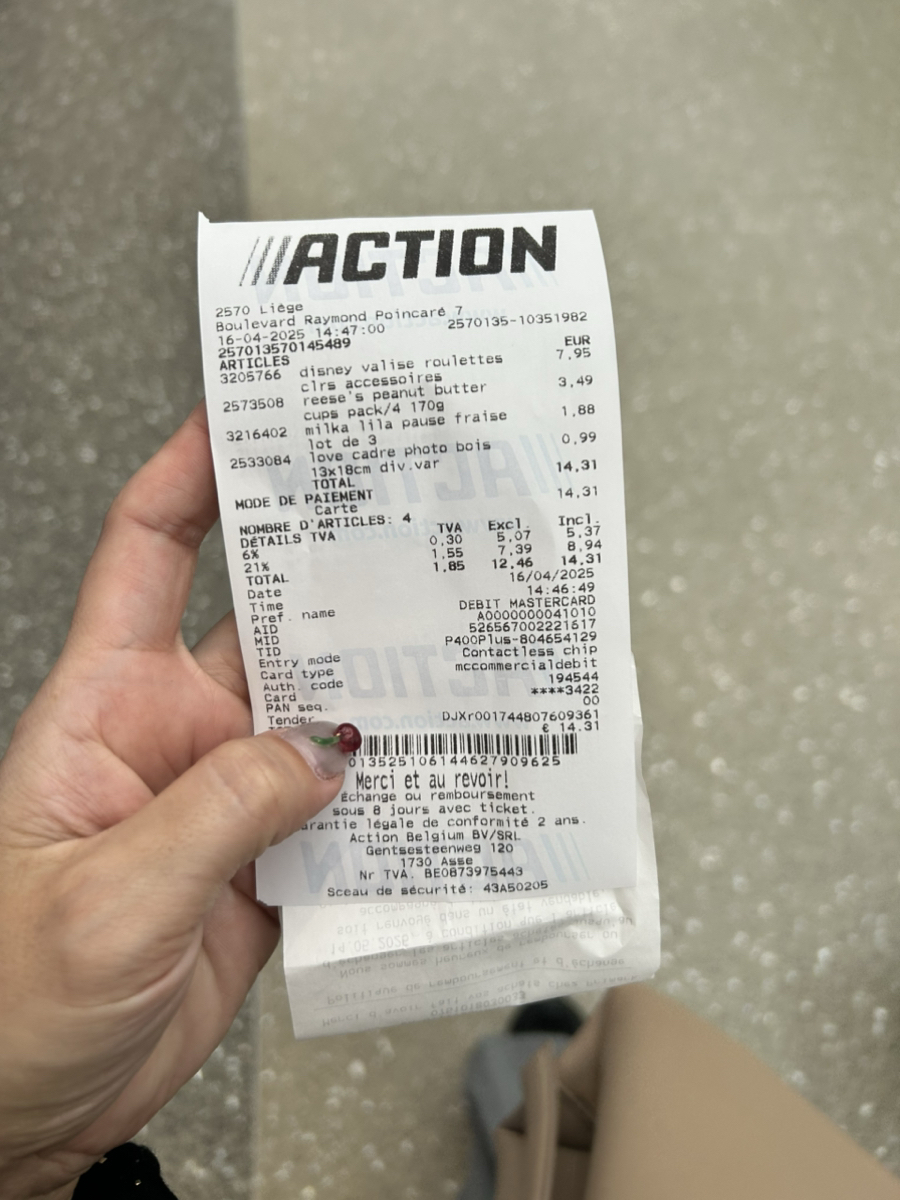 ACTION
2570 Liège
Boulevard Raymond Poincaré 7
16-04-2025 14:47:00 2570135-10351982
257013570145489
ARTICLES EUR
3205766 disney valise roulettes 7,95
clrs accessoires
2573508 reese's peanut butter 3,49
cups pack/4 170g
3216402 milka lila pause fraise 1,88
lot de 3
2533084 love cadre photo bois 0,99
13x18cm div.var
TOTAL 14,31
MODE DE PAIEMENT
Carte 14,31
NOMBRE D'ARTICLES: 4
DÉTAILS TVA TVA Excl. Incl.
6% 0,30 5,07 5,37
21% 1,55 7,39 8,94
TOTAL 1,85 12,46 14,31
Date 16/04/2025
Time 14:46:49
Pref. name DEBIT MASTERCARD
AID A0000000041010
MID 526567002221617
TID P400Plus-804654129
Entry mode Contactless chip
Card type mccommercialdebit
Auth. code 194544
Card ****3422
PAN seq. 00
Tender DJXr001744807609361
€ 14.31
013525106144627909625
Merci et au revoir!
Échange ou remboursement
sous 8 jours avec ticket.
légale de conformité 2 ans.
Action Belgium BV/SRL
Gentsesteenweg 120
1730 Asse
Nr TVA. BE0873975443
Sceau de sécurité: 43A50205